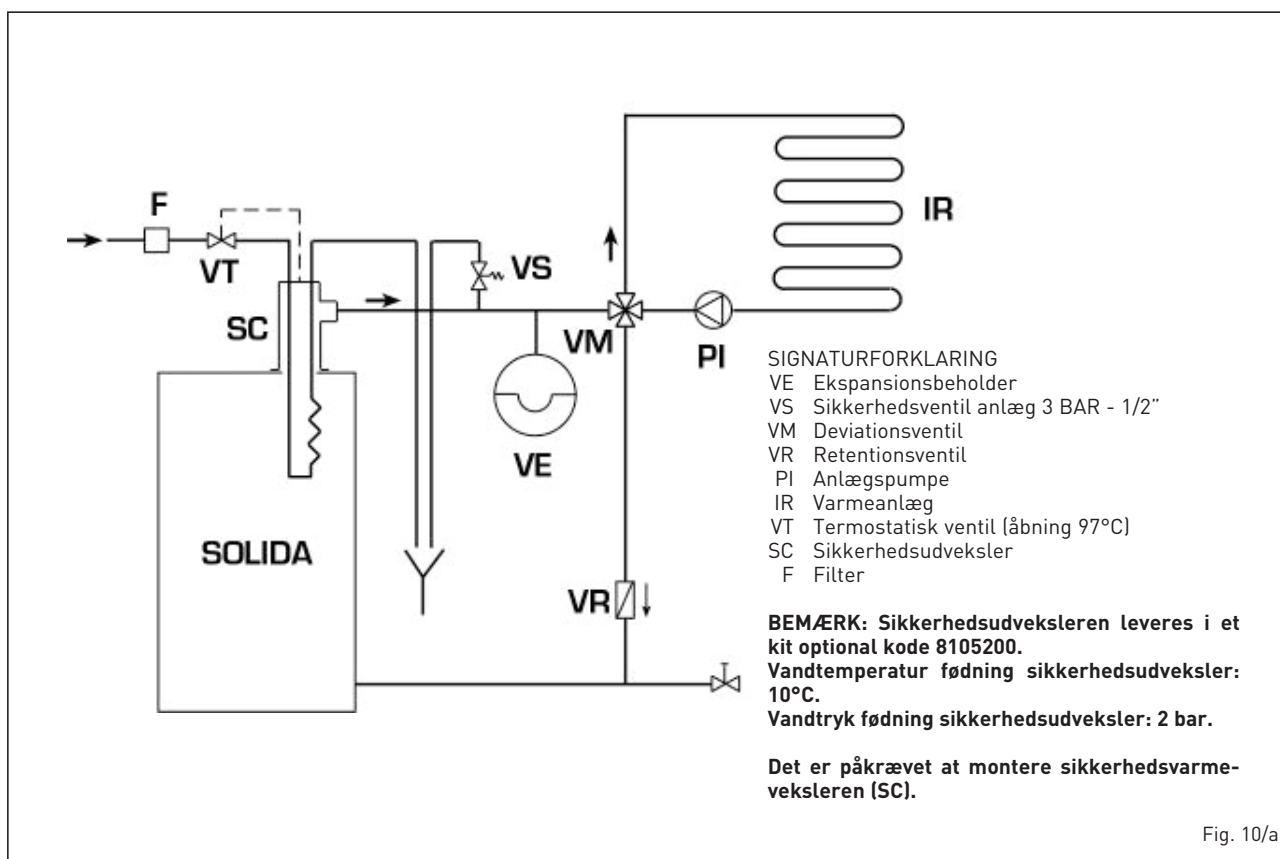 F
VT
SC
VS
VM
PI
IR
VE
SOLIDA
VR
SIGNATURFORKLARING
VE Ekspansionsbeholder
VS Sikkerhedsventil anlæg 3 BAR - 1/2”
VM Deviationsventil
VR Retentionsventil
PI Anlægspumpe
IR Varmeanlæg
VT Termostatisk ventil (åbning 97°C)
SC Sikkerhedsudveksler
F Filter
BEMÆRK: Sikkerhedsudveksleren leveres i et
kit optional kode 8105200.
Vandtemperatur fødning sikkerhedsudveksler:
10°C.
Vandtryk fødning sikkerhedsudveksler: 2 bar.
Det er påkrævet at montere sikkerhedsvarme-
veksleren (SC).
Fig. 10/a